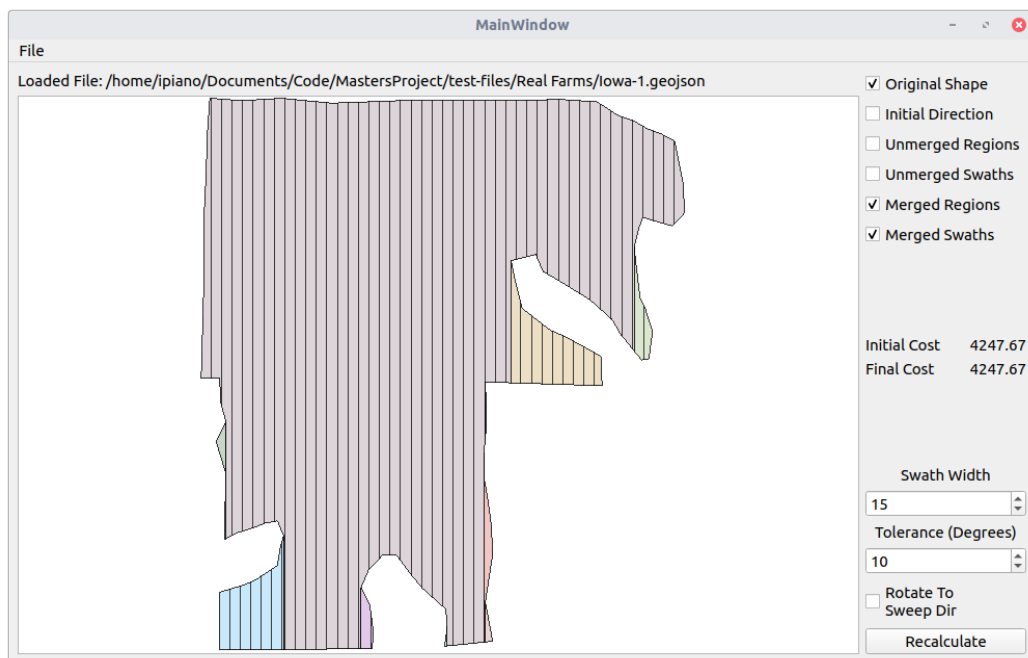 MainWindow
File
Loaded File: /home/ipiano/Documents/Code/MastersProject/test-files/Real Farms/Iowa-1.geojson
Original Shape
Initial Direction
Unmerged Regions
Unmerged Swaths
Merged Regions
Merged Swaths
Initial Cost 4247.67
Final Cost 4247.67
Swath Width
15
Tolerance (Degrees)
10
Rotate To
Sweep Dir
Recalculate